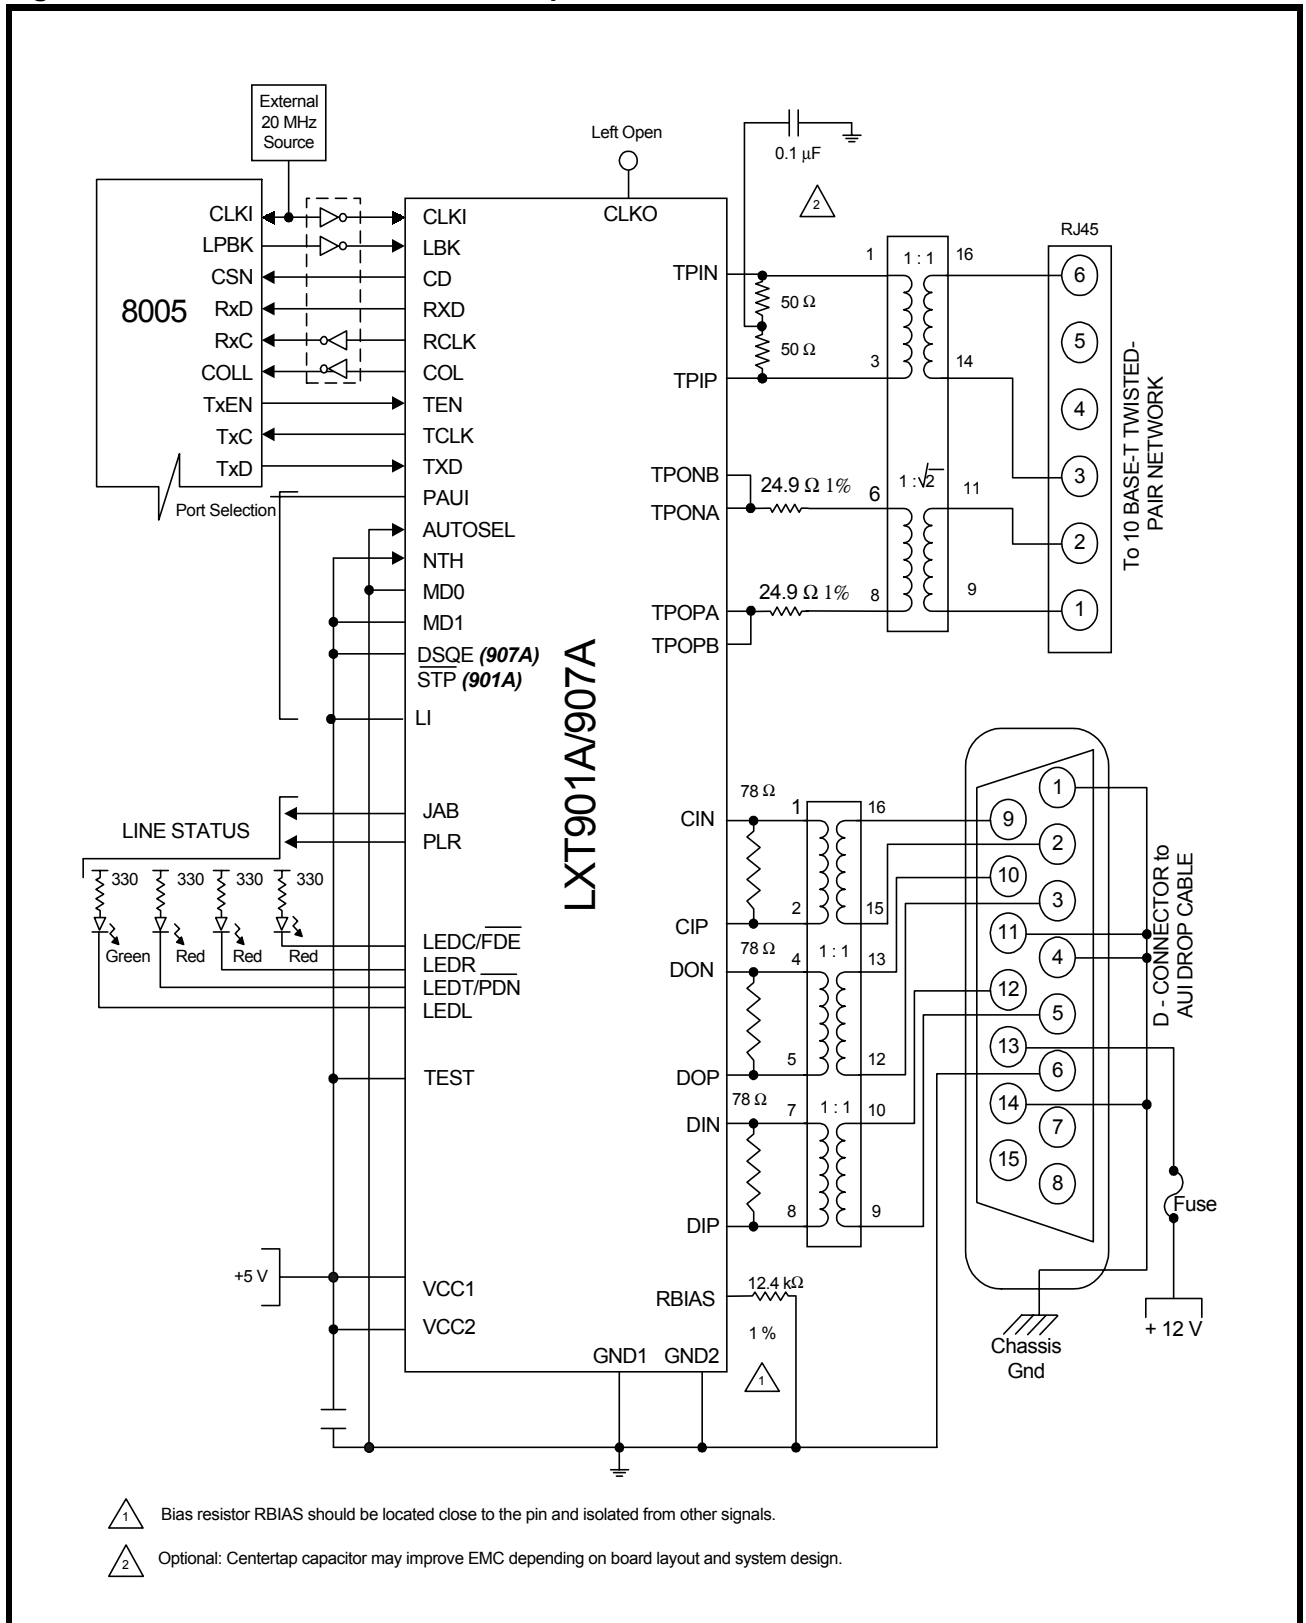 External
20 MHz
Source
Left Open
0.1 µF
2
CLKI
LPBK
CSN
RxD
RxC
COLL
TxEN
TxC
TxD
8005
Port Selection
CLKI
LBK
CD
RXD
RCLK
COL
TEN
TCLK
TXD
PAUI
AUTOSEL
NTH
MD0
MD1
DSQE (907A)
STP (901A)
LI
JAB
PLR
LINE STATUS
330 330 330 330
Green Red Red Red
LEDC/FDE
LEDR
LEDT/PDN
LEDL
TEST
+5 V
VCC1
VCC2
CLKO
LXT901A/907A
GND1 GND2
TPIN
TPIP
TPONB
TPONA
TPOPA
TPOPB
CIN
CIP
DON
DOP
DIN
DIP
RBIAS
50 Ω
50 Ω
24.9 Ω 1%
24.9 Ω 1%
1 1 : 1 16
3 14
6 1 :√2 11
8 9
RJ45
6
5
4
3
2
1
To 10 BASE-T TWISTED-
PAIR NETWORK
78 Ω
1 16
2 15
78 Ω
4 1 : 1 13
5 12
78 Ω
7 1 : 1 10
8 9
12.4 kΩ
1 %
1
1
9
2
10
3
11
4
12
5
13
6
14
7
15
8
D - CONNECTOR to
AUI DROP CABLE
Fuse
+ 12 V
Chassis
Gnd
1 Bias resistor RBIAS should be located close to the pin and isolated from other signals.
2 Optional: Centertap capacitor may improve EMC depending on board layout and system design.